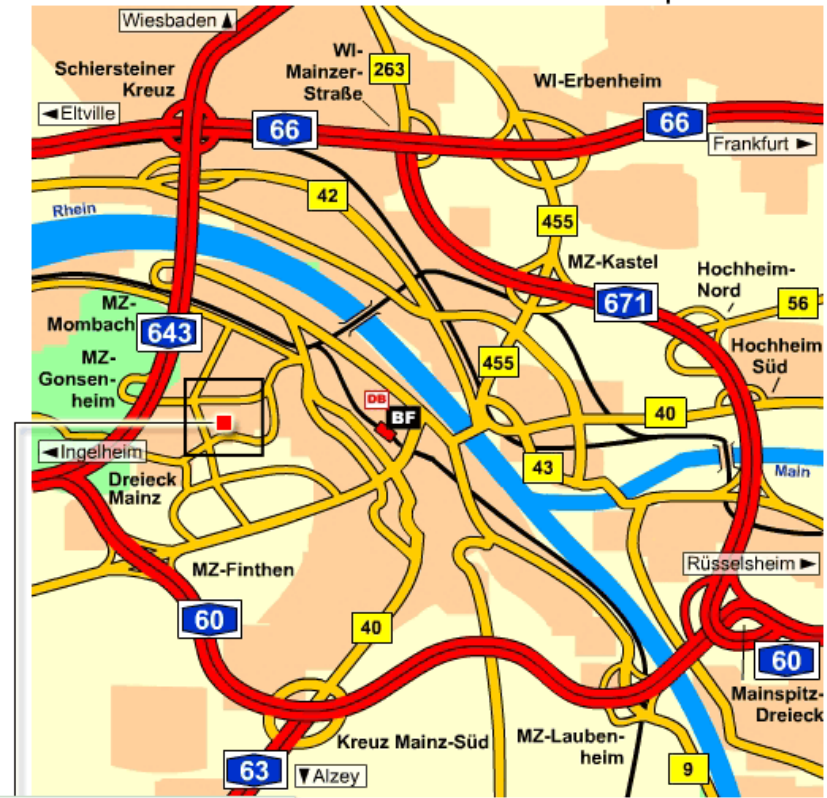 Wiesbaden ▲
WI-
Mainzer-
Straße
263
Schiersteiner
Kreuz
WI-Erbenheim
◄Eltville
66
66
Frankfurt ►
42
Rhein
455
MZ-Kastel
Hochheim-
Nord
56
MZ-
Mombach
643
671
MZ-
Gonsen-
heim
455
Hochheim
Süd
DB
BF
40
◄Ingelheim
43
Main
Dreieck
Mainz
MZ-Finthen
Rüsselsheim ►
60
40
60
Mainspitz-
Dreieck
Kreuz Mainz-Süd
MZ-Lauben-
heim
63
▼Alzey
9